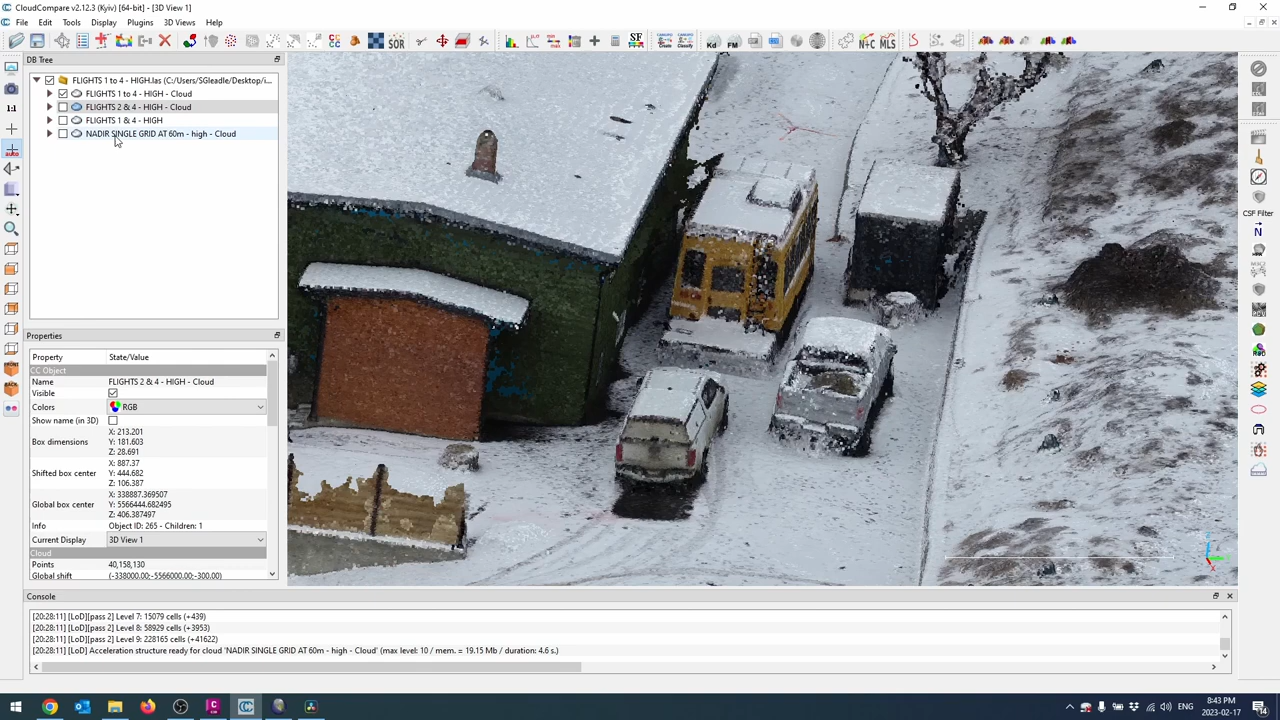 CloudCompare v2.12.3 (Kyiv) [64-bit] - [3D View 1]
File Edit Tools Display Plugins 3D Views Help
DB Tree
FLIGHTS 1 to 4 - HIGH.las (C:/Users/SGleadle/Desktop/i...
FLIGHTS 1 to 4 - HIGH - Cloud
FLIGHTS 2 & 4 - HIGH - Cloud
FLIGHTS 1 & 4 - HIGH
NADIR SINGLE GRID AT 60m - high - Cloud
Properties
Property State/Value
CC Object
Name FLIGHTS 2 & 4 - HIGH - Cloud
Visible
Colors RGB
Show name (in 3D)
Box dimensions X: 213.201
Y: 181.603
Z: 28.691
Shifted box center X: 887.37
Y: 444.682
Z: 106.387
Global box center X: 338887.369507
Y: 5566444.682495
Z: 406.387497
Info Object ID: 265 - Children: 1
Current Display 3D View 1
Cloud
Points 40,158,130
Global shift (-338000.00;-5566000.00;-300.00)
Console
[20:28:11] [LoD][pass 2] Level 7: 15079 cells (+439)
[20:28:11] [LoD][pass 2] Level 8: 58929 cells (+3953)
[20:28:11] [LoD][pass 2] Level 9: 228165 cells (+41622)
[20:28:11] [LoD] Acceleration structure ready for cloud 'NADIR SINGLE GRID AT 60m - high - Cloud' (max level: 10 / mem. = 19.15 Mb / duration: 4.6 s.)
SOR
SF
Kd
FM
N+C
MLS
1:1
auto
FRONT
BACK
CSF Filter
N
ENG
8:43 PM
2023-02-17
14